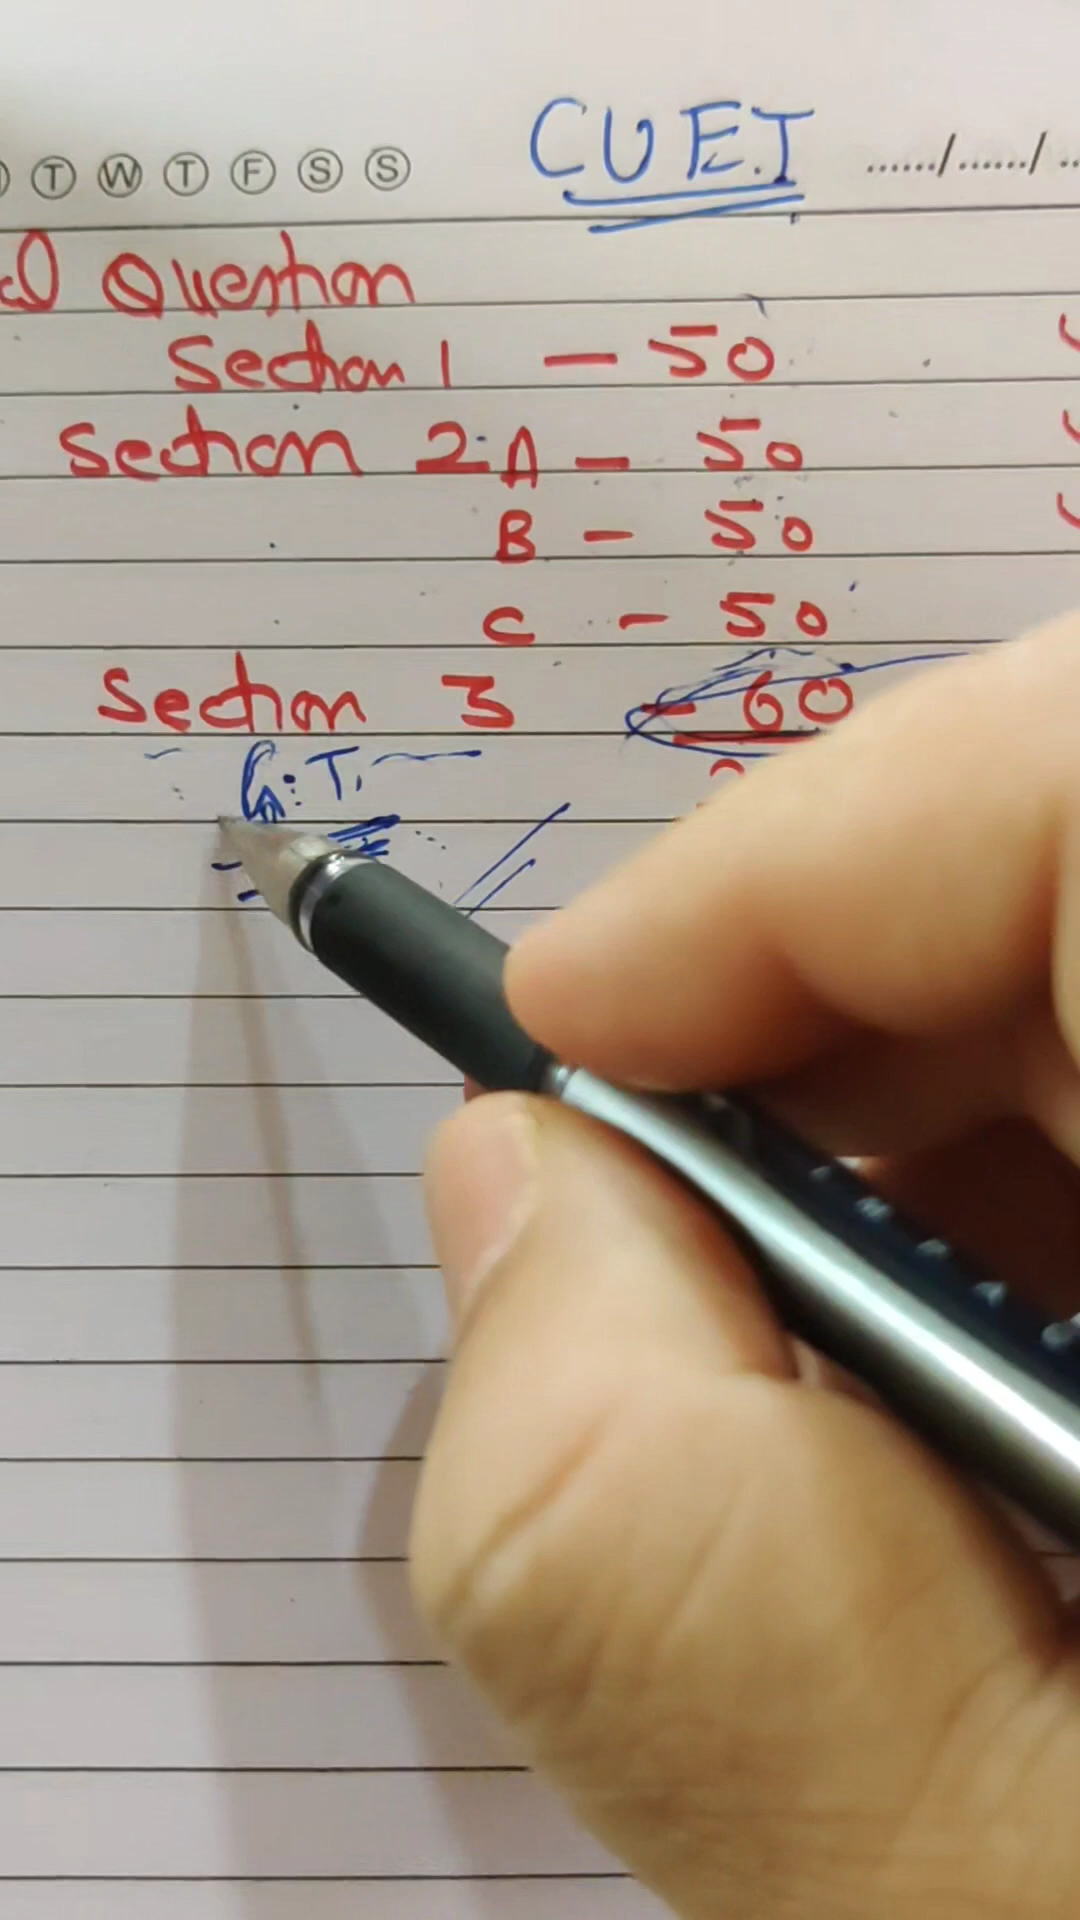 T W T F S S
CUET ....../....../..
Question
Section 1 — 50
Section 2 A — 50
B — 50
C — 50
Section 3 — 60
G.T.